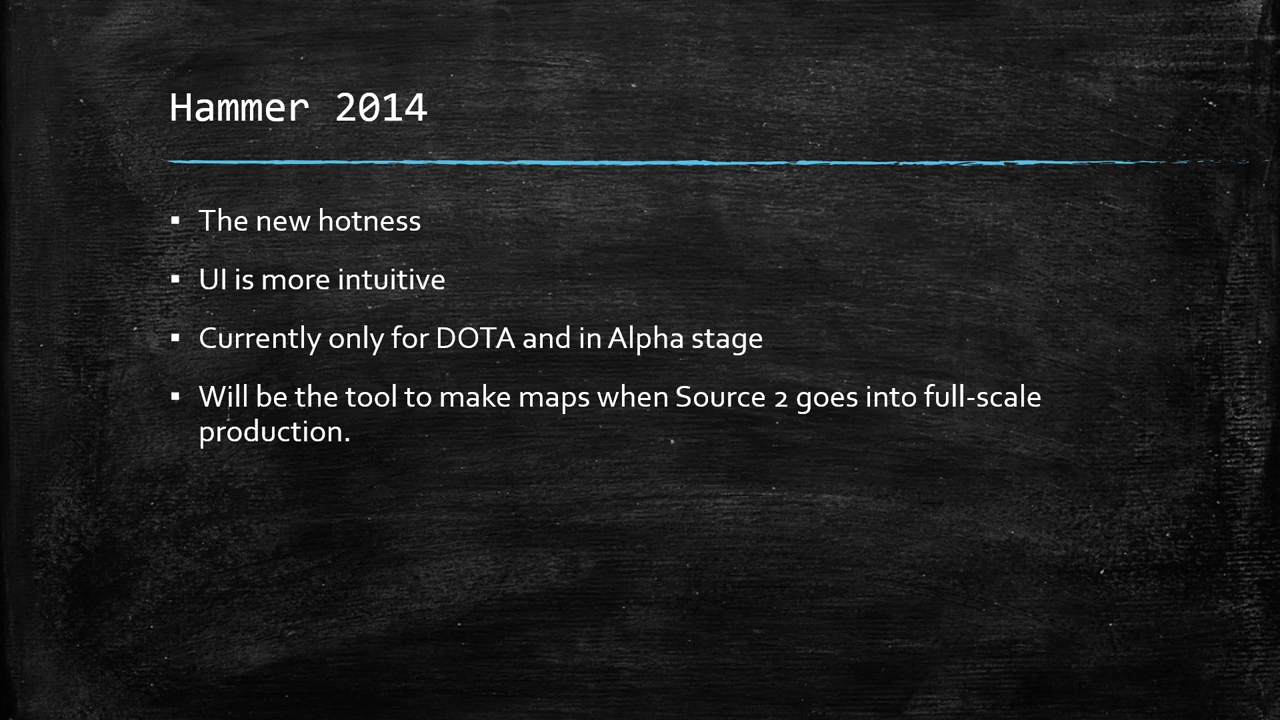 Hammer 2014
▪ The new hotness
▪ UI is more intuitive
▪ Currently only for DOTA and in Alpha stage
▪ Will be the tool to make maps when Source 2 goes into full-scale
production.